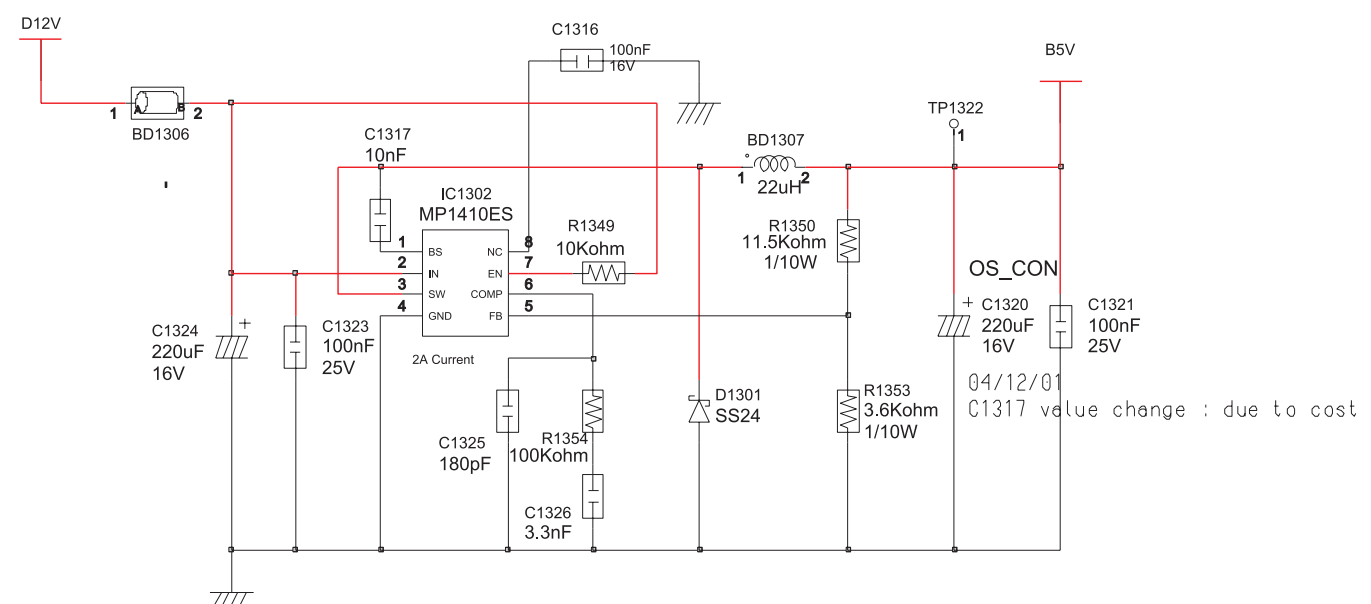 D12V
1
A
B
2
BD1306
C1316
100nF
16V
B5V
TP1322
1
C1317
10nF
BD1307
1
2
22uH
IC1302
MP1410ES
1
BS
NC
8
2
IN
EN
7
3
SW
COMP
6
4
GND
FB
5
2A Current
R1349
10Kohm
R1350
11.5Kohm
1/10W
OS_CON
+
C1320
220uF
16V
C1321
100nF
25V
+
C1324
220uF
16V
C1323
100nF
25V
C1325
180pF
R1354
100Kohm
C1326
3.3nF
D1301
SS24
R1353
3.6Kohm
1/10W
04/12/01
C1317 value change : due to cost